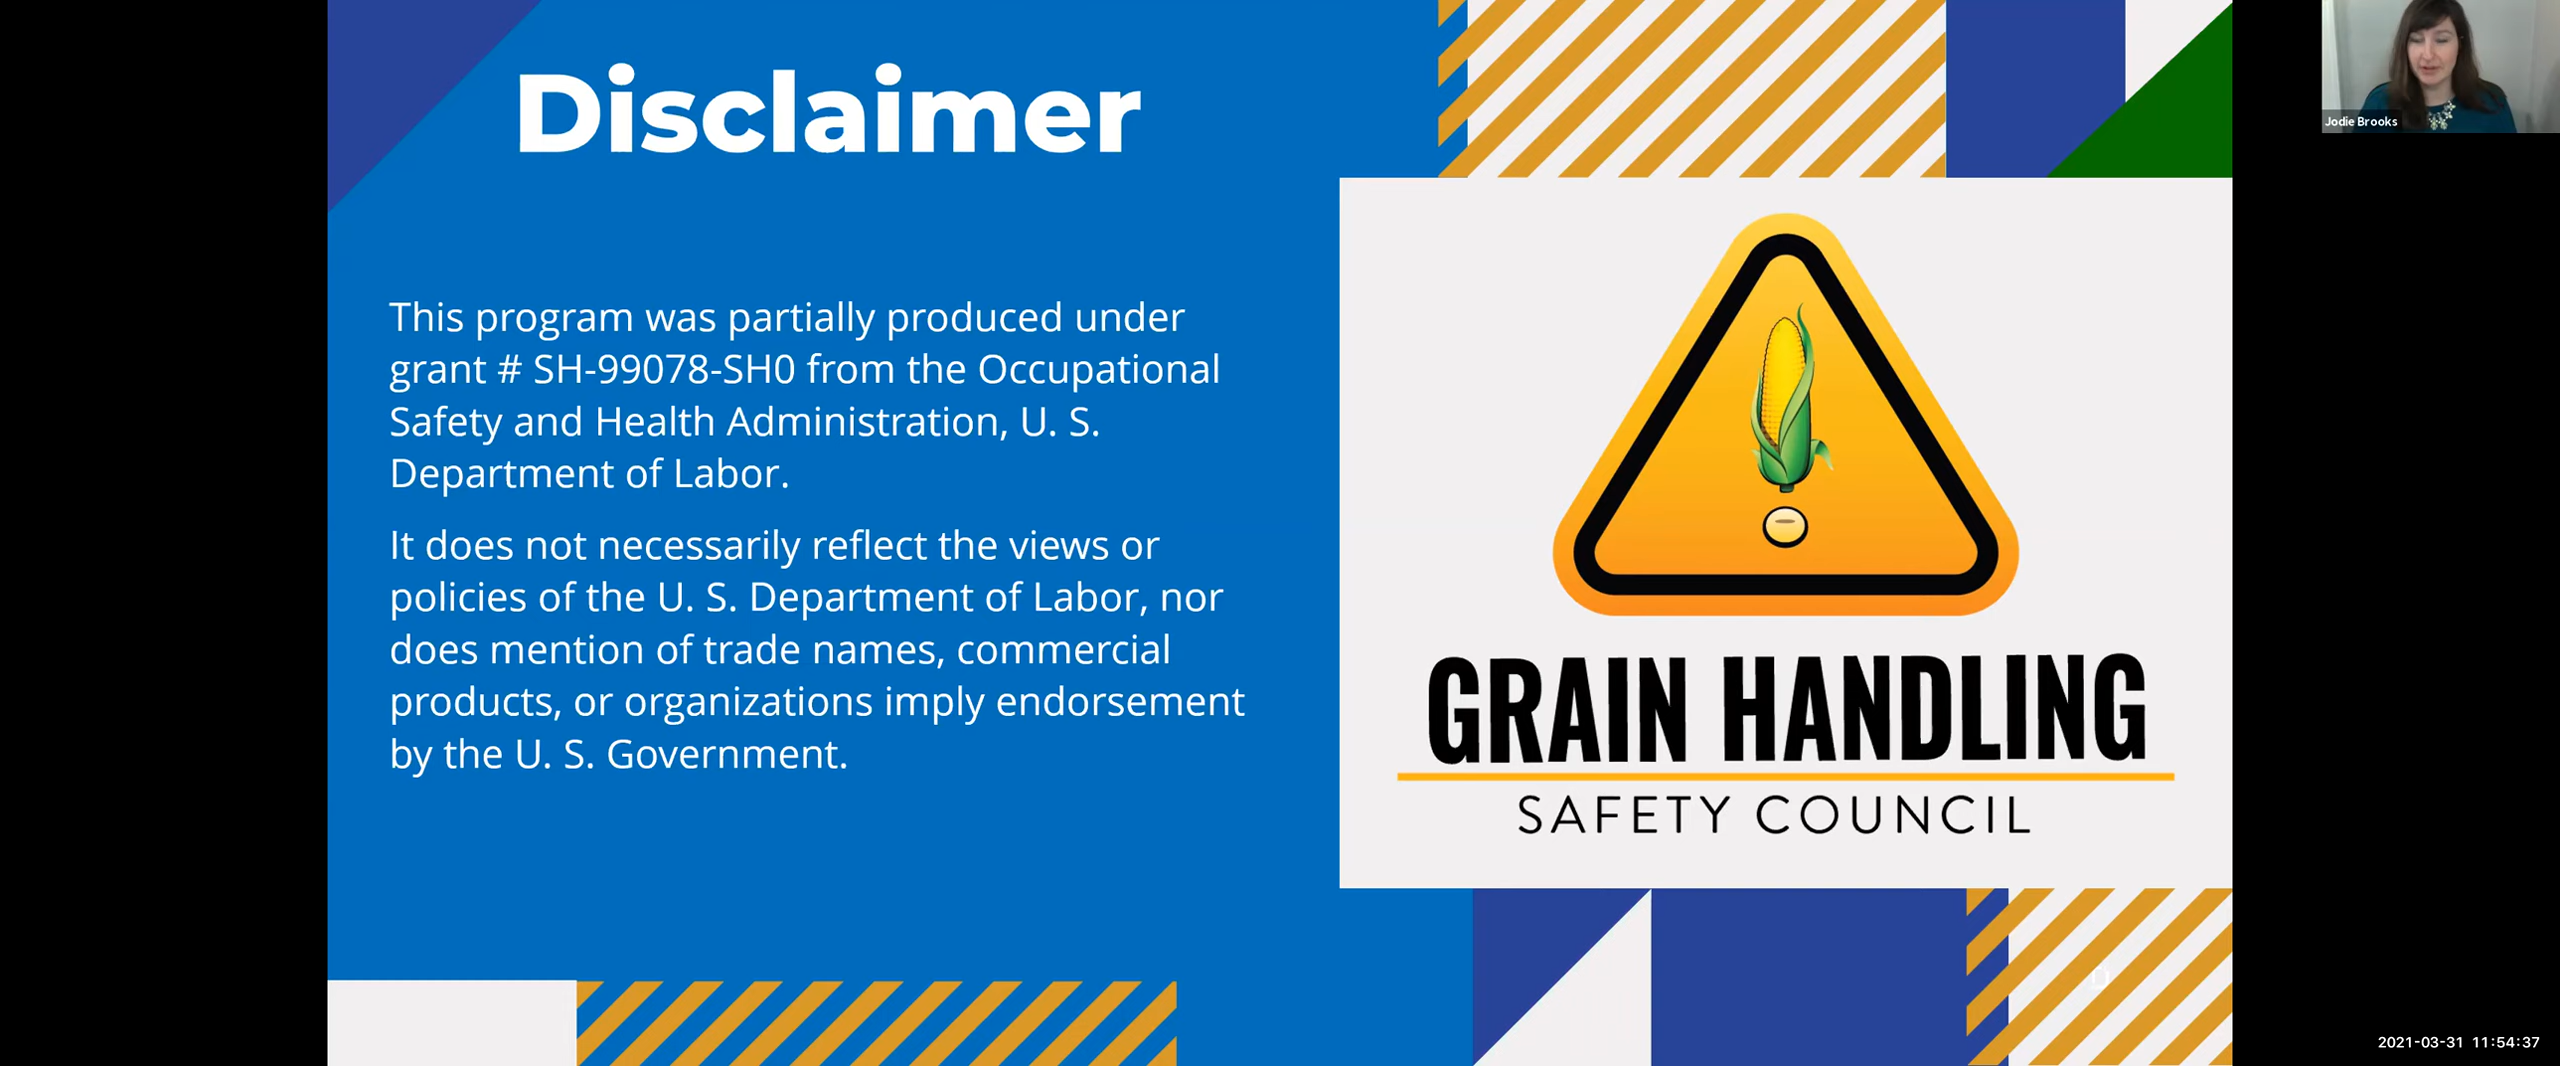 Disclaimer
This program was partially produced under
grant # SH-99078-SH0 from the Occupational
Safety and Health Administration, U. S.
Department of Labor.
It does not necessarily reflect the views or
policies of the U. S. Department of Labor, nor
does mention of trade names, commercial
products, or organizations imply endorsement
by the U. S. Government.
GRAIN HANDLING
SAFETY COUNCIL
Jodie Brooks
2021-03-31 11:54:37